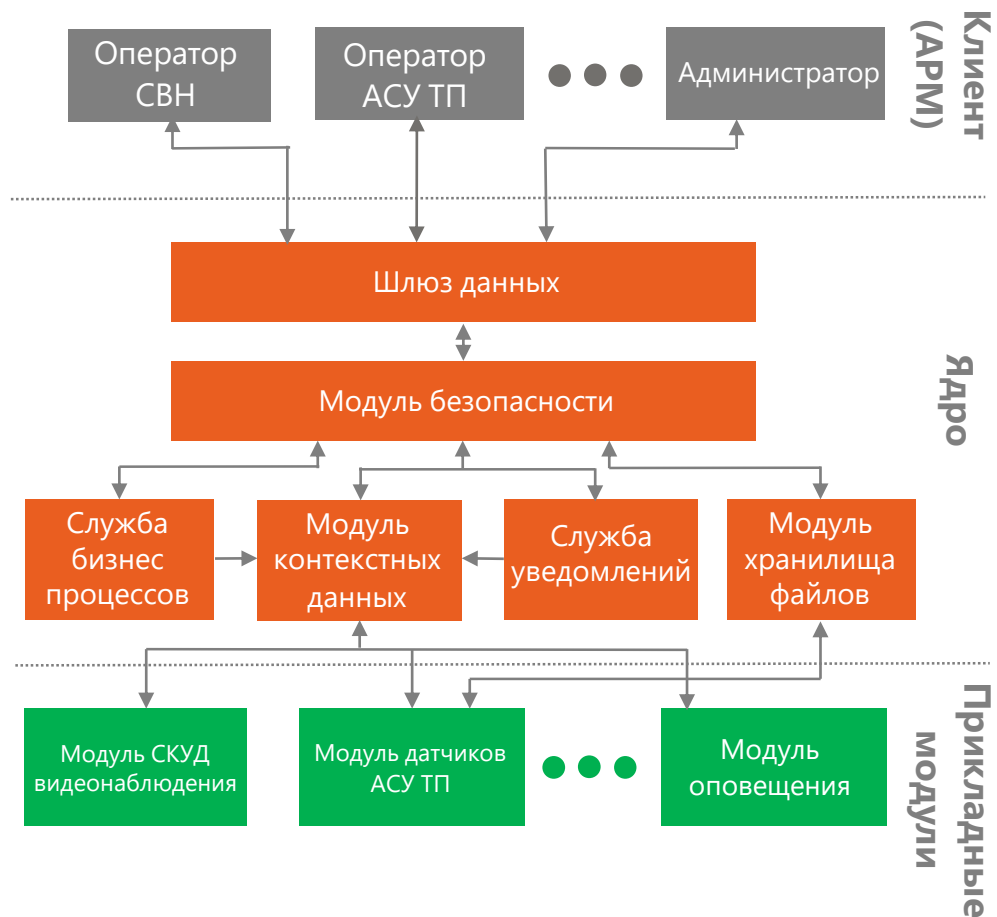 Оператор
СВН
Оператор
АСУ ТП
Администратор
Клиент
(АРМ)
Шлюз данных
Модуль безопасности
Ядро
Служба
бизнес
процессов
Модуль
контекстных
данных
Служба
уведомлений
Модуль
хранилища
файлов
Модуль СКУД
видеонаблюдения
Модуль датчиков
АСУ ТП
Модуль
оповещения
Прикладные
модули